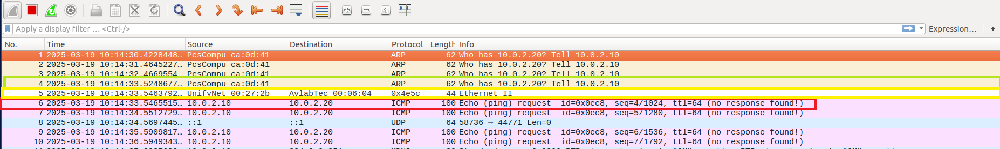 Apply a display filter … <Ctrl-/> Expression… +
No. Time Source Destination Protocol Length Info
1 2025-03-19 10:14:30.4228448… PcsCompu_ca:0d:41 ARP 62 Who has 10.0.2.20? Tell 10.0.2.10
2 2025-03-19 10:14:31.4645227… PcsCompu_ca:0d:41 ARP 62 Who has 10.0.2.20? Tell 10.0.2.10
3 2025-03-19 10:14:32.4669554… PcsCompu_ca:0d:41 ARP 62 Who has 10.0.2.20? Tell 10.0.2.10
4 2025-03-19 10:14:33.5248677… PcsCompu_ca:0d:41 ARP 62 Who has 10.0.2.20? Tell 10.0.2.10
5 2025-03-19 10:14:33.5463792… UnifyNet_00:27:2b AvlabTec_00:06:04 0x4e5c 44 Ethernet II
6 2025-03-19 10:14:33.5465515… 10.0.2.10 10.0.2.20 ICMP 100 Echo (ping) request id=0x0ec8, seq=4/1024, ttl=64 (no response found!)
7 2025-03-19 10:14:34.5512729… 10.0.2.10 10.0.2.20 ICMP 100 Echo (ping) request id=0x0ec8, seq=5/1280, ttl=64 (no response found!)
8 2025-03-19 10:14:34.5697445… ::1 ::1 UDP 64 58736 → 44771 Len=0
9 2025-03-19 10:14:35.5909817… 10.0.2.10 10.0.2.20 ICMP 100 Echo (ping) request id=0x0ec8, seq=6/1536, ttl=64 (no response found!)
10 2025-03-19 10:14:36.5949343… 10.0.2.10 10.0.2.20 ICMP 100 Echo (ping) request id=0x0ec8, seq=7/1792, ttl=64 (no response found!)